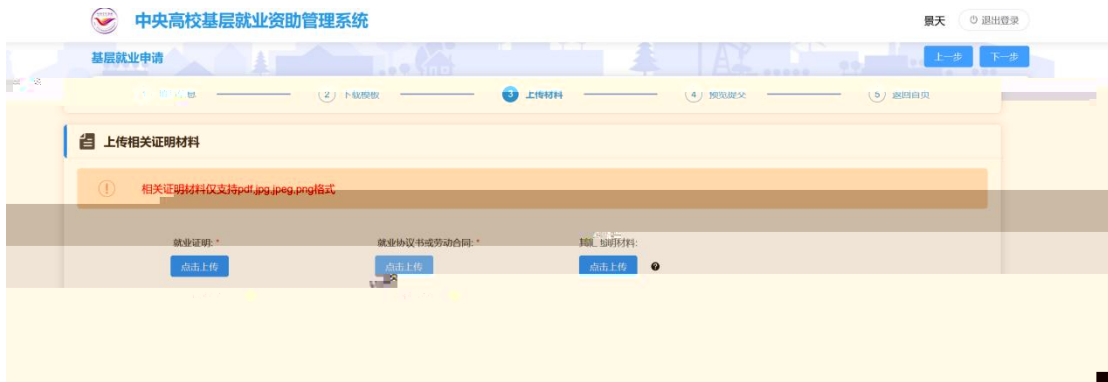 中央高校基层就业资助管理系统
景天 退出登录
基层就业申请
上一步 下一步
2 下载模板 3 上传材料 4 预览提交 5 返回首页
上传相关证明材料
相关证明材料仅支持pdf,jpg,jpeg,png格式
就业证明: * 就业协议书或劳动合同: * 明材料:
点击上传 点击上传 点击上传